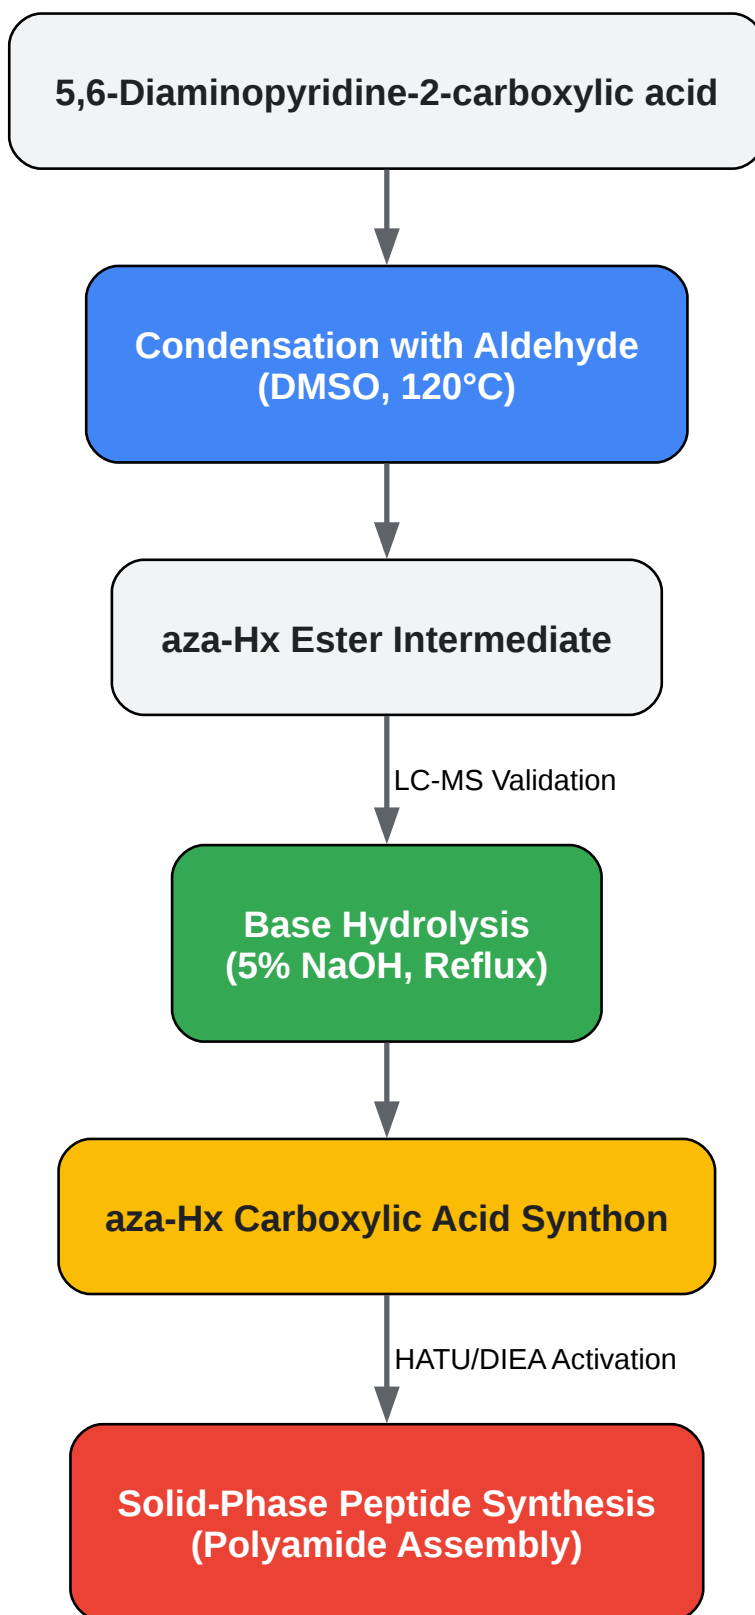 5,6-Diaminopyridine-2-carboxylic acid
Condensation with Aldehyde
(DMSO, 120°C)
aza-Hx Ester Intermediate
LC-MS Validation
Base Hydrolysis
(5% NaOH, Reflux)
aza-Hx Carboxylic Acid Synthon
HATU/DIEA Activation
Solid-Phase Peptide Synthesis
(Polyamide Assembly)